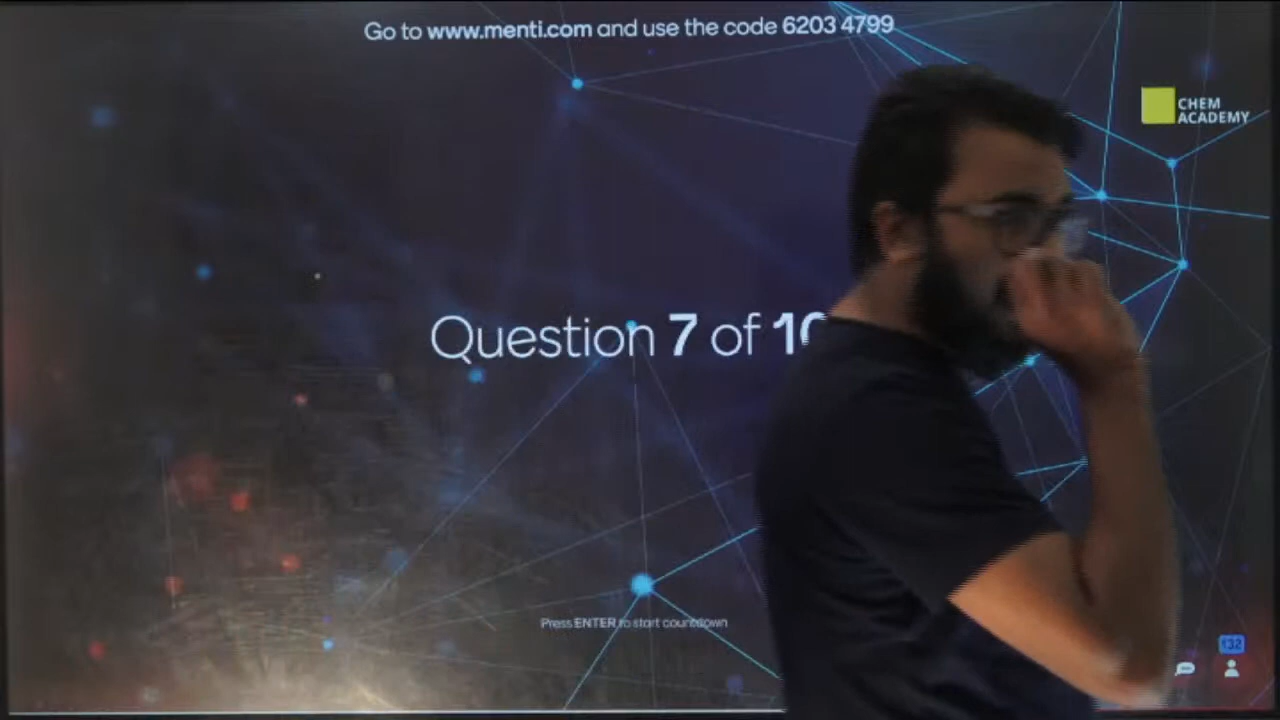 Go to www.menti.com and use the code 6203 4799
CHEM
ACADEMY
Question 7 of 10
Press ENTER to start countdown
132